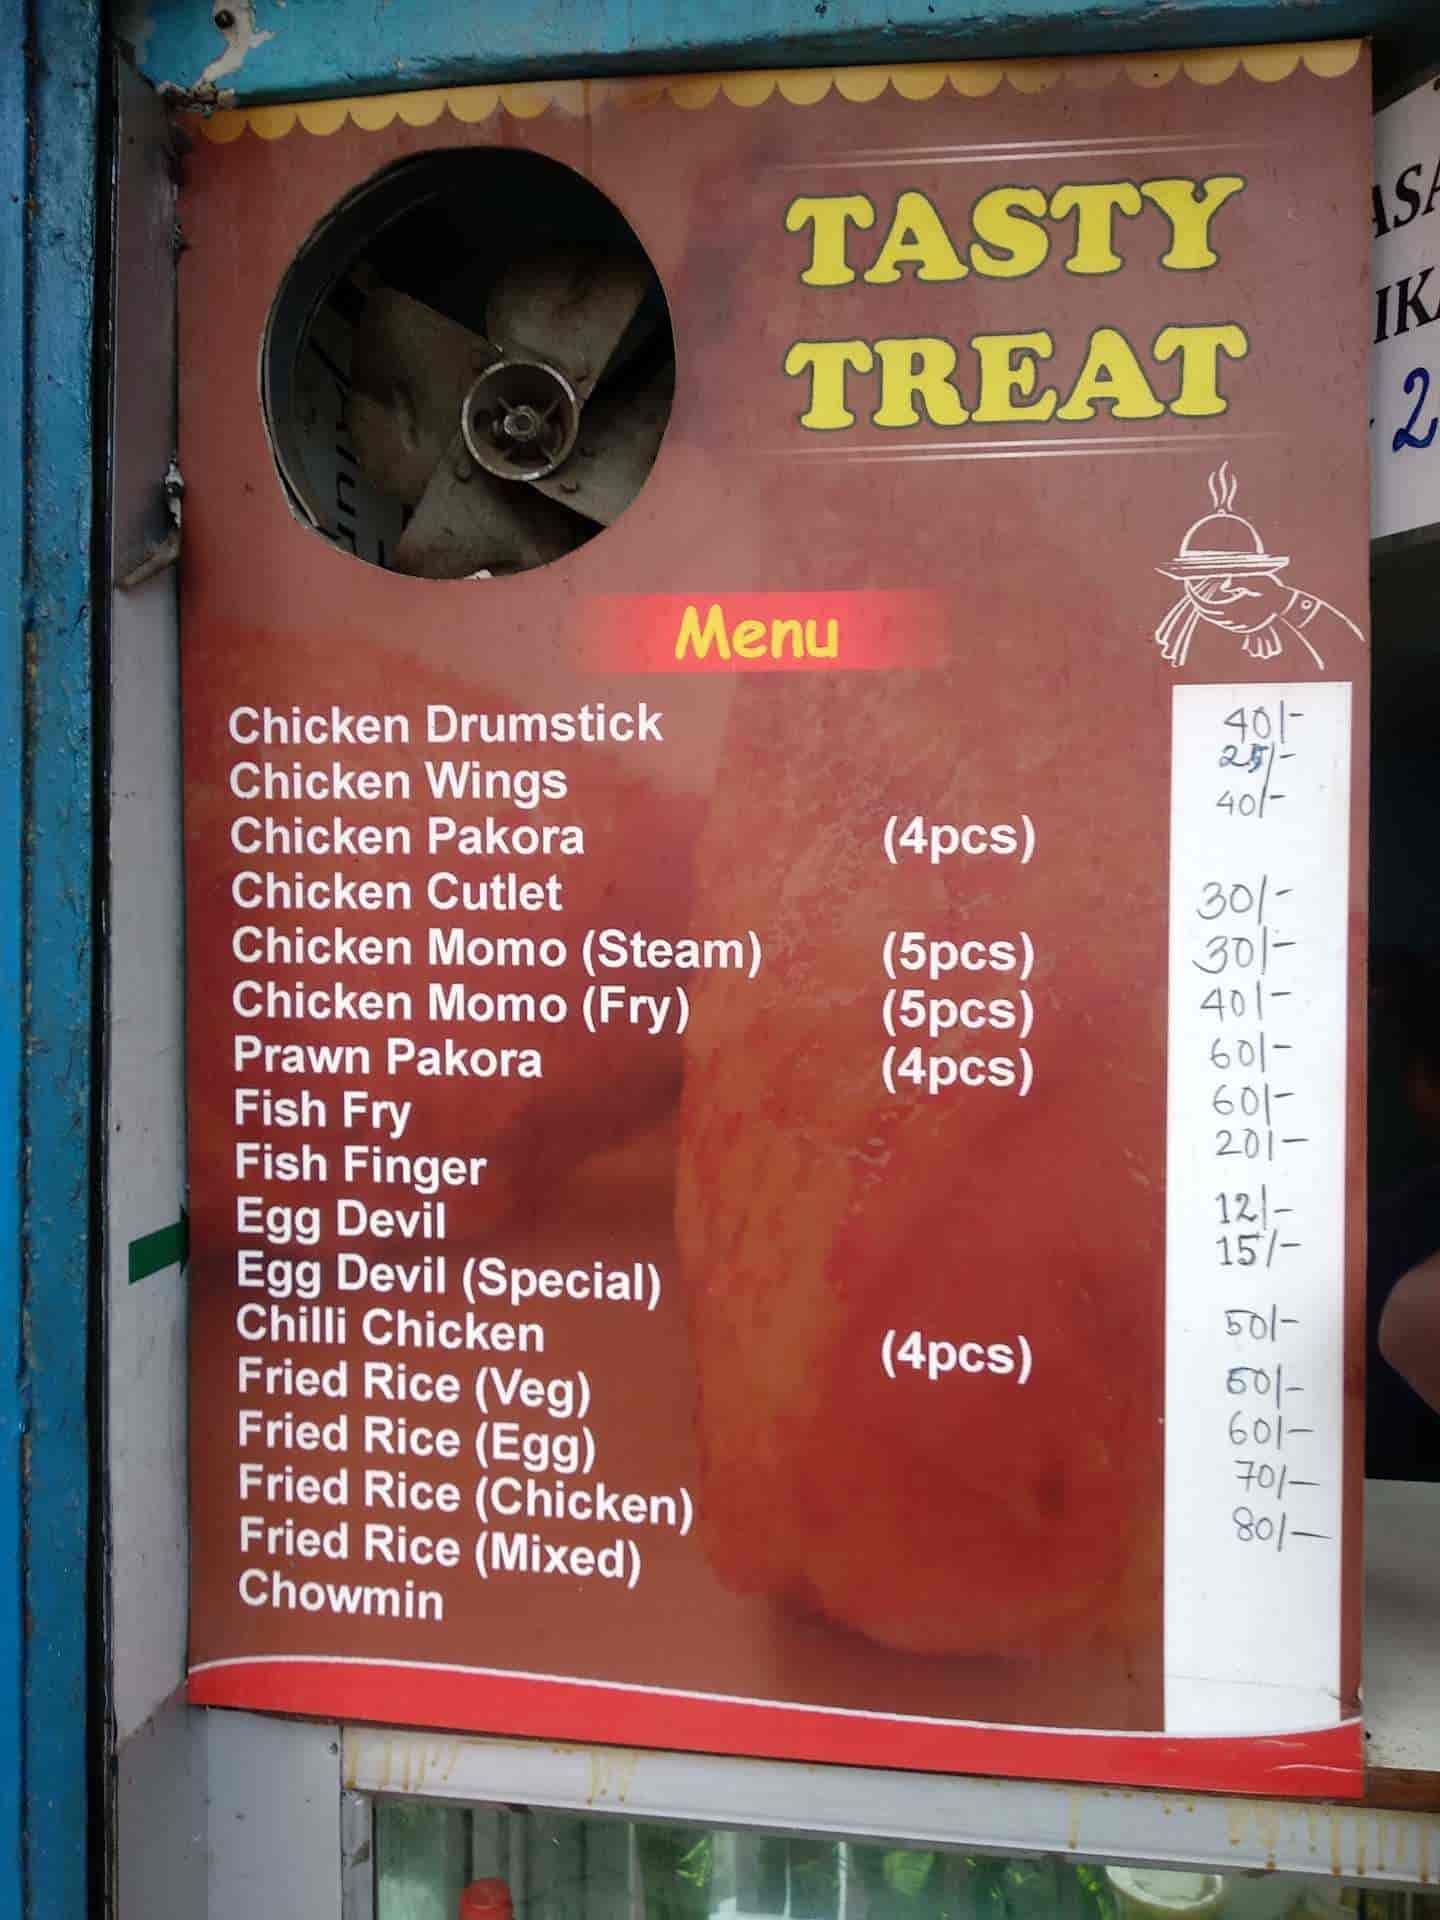 TASTY
TREAT
Menu
Chicken Drumstick 40/-
Chicken Wings 25/-
Chicken Pakora (4pcs) 40/-
Chicken Cutlet 30/-
Chicken Momo (Steam) (5pcs) 30/-
Chicken Momo (Fry) (5pcs) 40/-
Prawn Pakora (4pcs) 60/-
Fish Fry 60/-
Fish Finger 20/-
Egg Devil 12/-
Egg Devil (Special) 15/-
Chilli Chicken (4pcs) 50/-
Fried Rice (Veg) 50/-
Fried Rice (Egg) 60/-
Fried Rice (Chicken) 70/-
Fried Rice (Mixed) 80/-
Chowmin